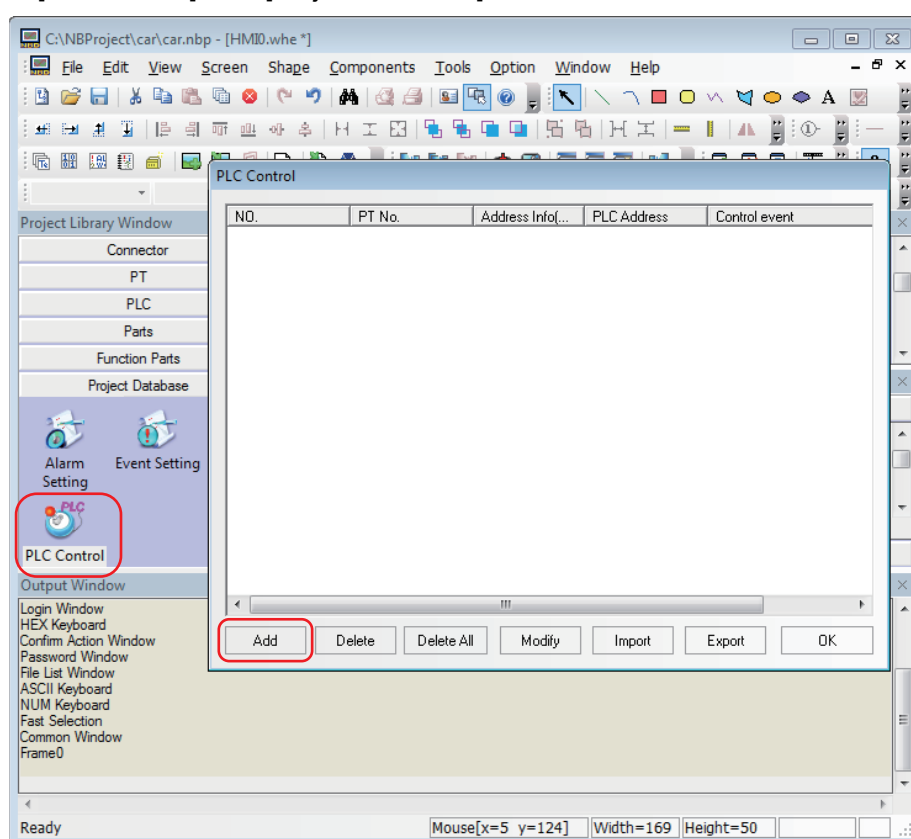 C:\NBProject\car\car.nbp - [HMI0.whe *]
File Edit View Screen Shape Components Tools Option Window Help
A
PLC Control
NO. PT No. Address Info(... PLC Address Control event
Project Library Window
Connector
PT
PLC
Parts
Function Parts
Project Database
Alarm Setting
Event Setting
PLC
PLC Control
Output Window
Login Window
HEX Keyboard
Confirm Action Window
Password Window
File List Window
ASCII Keyboard
NUM Keyboard
Fast Selection
Common Window
Frame0
Add Delete Delete All Modify Import Export OK
Ready Mouse[x=5 y=124] Width=169 Height=50